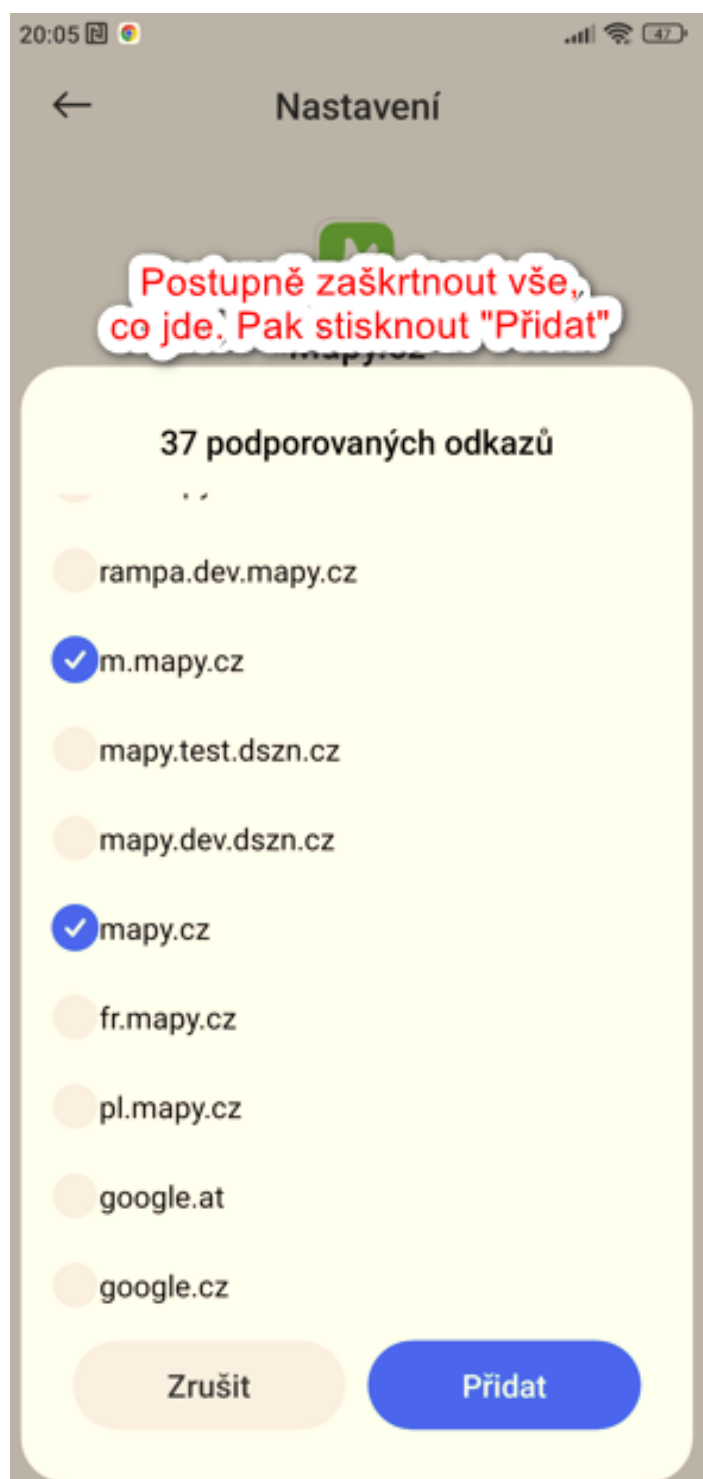 20:05
47
Nastavení
Postupně zaškrtnout vše,
co jde. Pak stisknout "Přidat"
Mapy.cz
37 podporovaných odkazů
rampa.dev.mapy.cz
m.mapy.cz
mapy.test.dszn.cz
mapy.dev.dszn.cz
mapy.cz
fr.mapy.cz
pl.mapy.cz
google.at
google.cz
Zrušit
Přidat